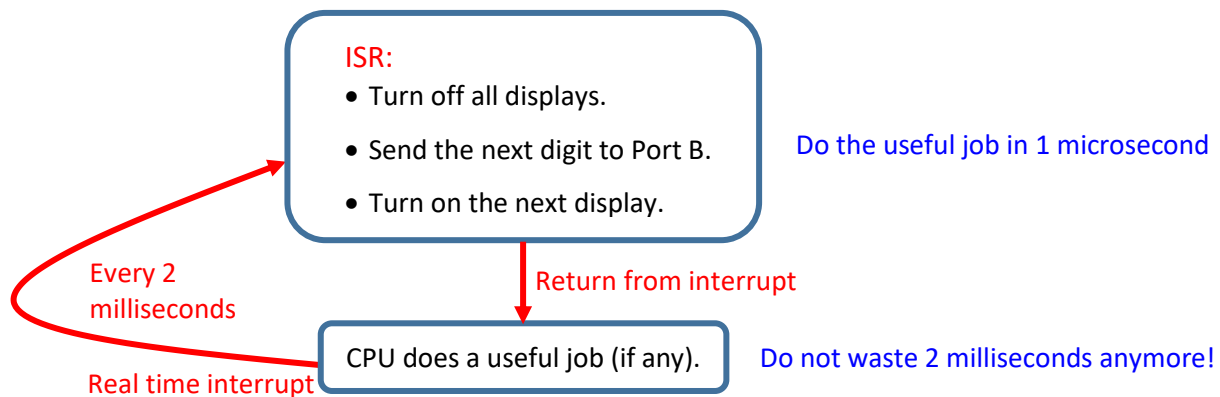 ISR:
• Turn off all displays.
• Send the next digit to Port B.
• Turn on the next display.
Do the useful job in 1 microsecond
Every 2
milliseconds
Return from interrupt
CPU does a useful job (if any).
Do not waste 2 milliseconds anymore!
Real time interrupt